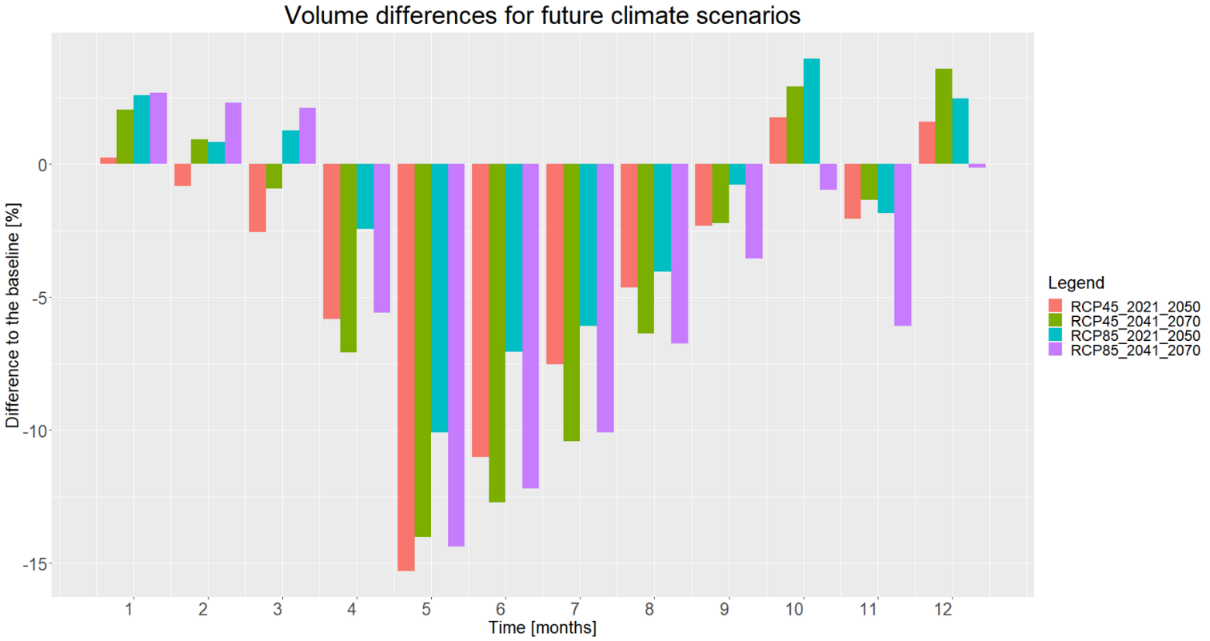 Volume differences for future climate scenarios
Difference to the baseline [%]
0
-5
-10
-15
1 2 3 4 5 6 7 8 9 10 11 12
Time [months]
Legend
RCP45_2021_2050
RCP45_2041_2070
RCP85_2021_2050
RCP85_2041_2070